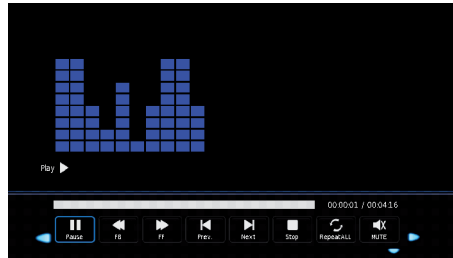 Play
00:00:01 / 00:04:16
Pause FB FF Prev. Next Stop RepeatALL MUTE